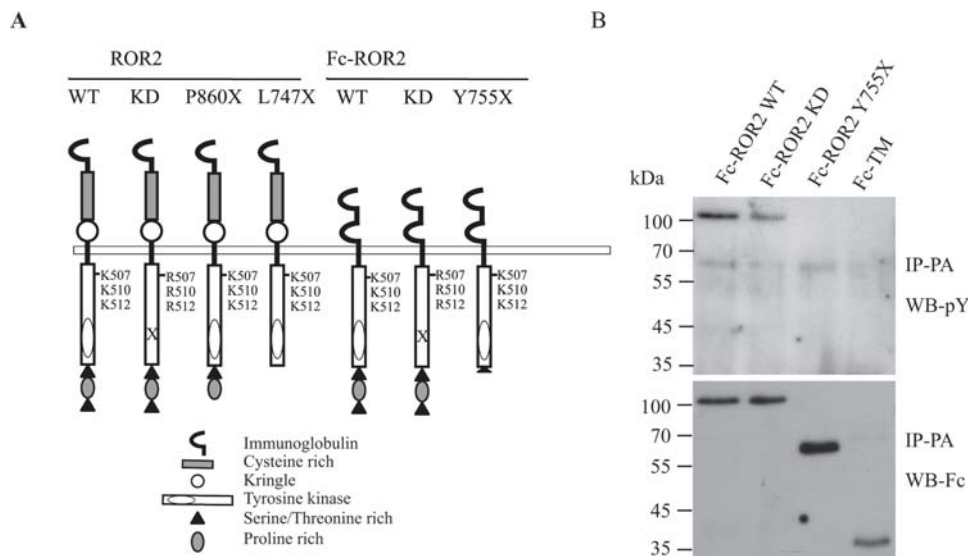 A
ROR2 Fc-ROR2
WT KD P860X L747X WT KD Y755X
K507 R507 K507 K507 K507 R507 K507
K510 R510 K510 K510 K510 R510 K510
K512 R512 K512 K512 K512 R512 K512
X X
Immunoglobulin
Cysteine rich
Kringle
Tyrosine kinase
Serine/Threonine rich
Proline rich
B
Fc-ROR2 WT
Fc-ROR2 KD
Fc-ROR2 Y755X
Fc-TM
kDa
100
70
55
45
35
IP-PA
WB-pY
100
70
55
45
35
IP-PA
WB-Fc